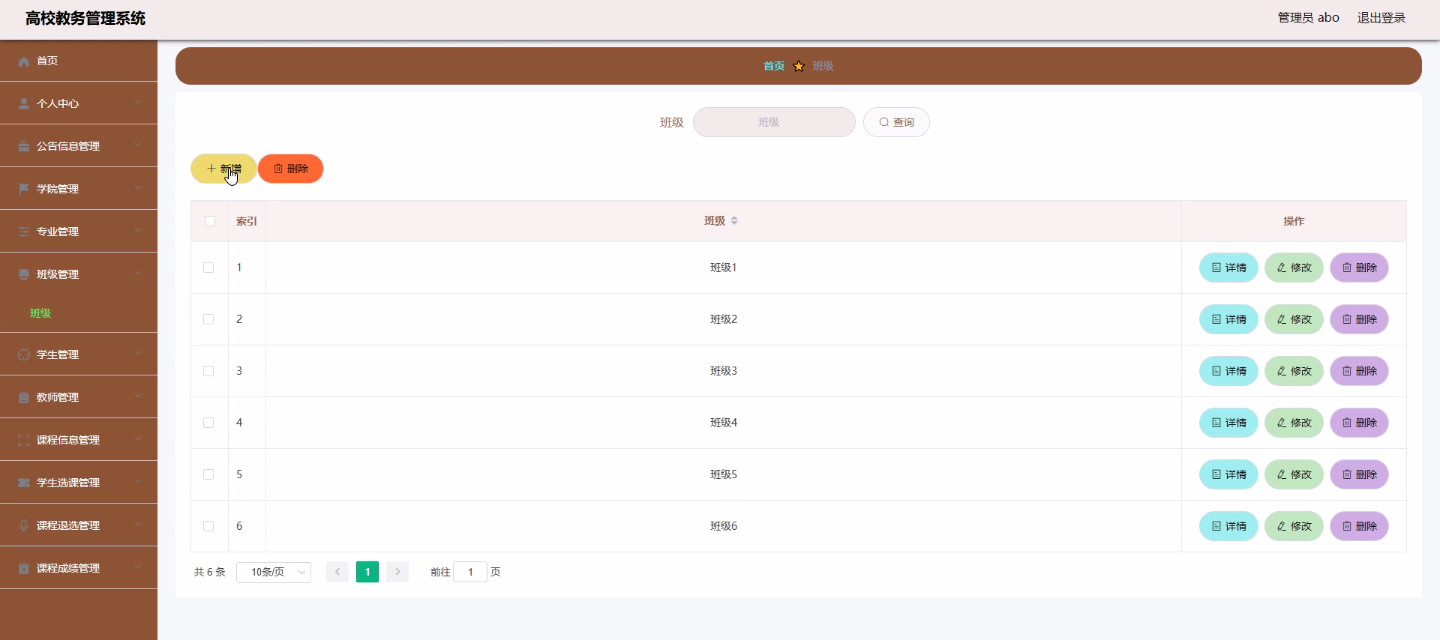 高校教务管理系统
管理员 abo 退出登录
首页
个人中心
公告信息管理
学院管理
专业管理
班级管理
班级
学生管理
教师管理
课程信息管理
学生选课管理
课程退选管理
课程成绩管理
首页 班级
班级 班级 查询
新增 删除
索引 班级 操作
1 班级1 详情 修改 删除
2 班级2 详情 修改 删除
3 班级3 详情 修改 删除
4 班级4 详情 修改 删除
5 班级5 详情 修改 删除
6 班级6 详情 修改 删除
共 6 条 10条/页 1 前往 1 页